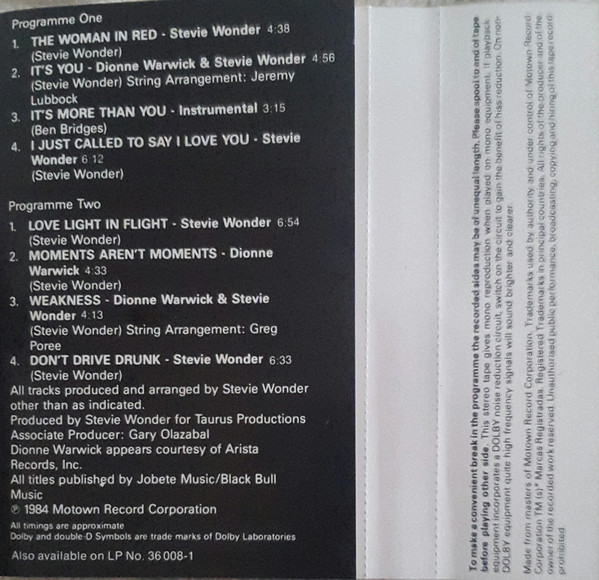 Programme One
1. THE WOMAN IN RED - Stevie Wonder 4:38
(Stevie Wonder)
2. IT'S YOU - Dionne Warwick & Stevie Wonder 4:56
(Stevie Wonder) String Arrangement: Jeremy
Lubbock
3. IT'S MORE THAN YOU - Instrumental 3:15
(Ben Bridges)
4. I JUST CALLED TO SAY I LOVE YOU - Stevie
Wonder 6:12
(Stevie Wonder)
Programme Two
1. LOVE LIGHT IN FLIGHT - Stevie Wonder 6:54
(Stevie Wonder)
2. MOMENTS AREN'T MOMENTS - Dionne
Warwick 4:33
(Stevie Wonder)
3. WEAKNESS - Dionne Warwick & Stevie
Wonder 4:13
(Stevie Wonder) String Arrangement: Greg
Poree
4. DON'T DRIVE DRUNK - Stevie Wonder 6:33
(Stevie Wonder)
All tracks produced and arranged by Stevie Wonder
other than as indicated.
Produced by Stevie Wonder for Taurus Productions
Associate Producer: Gary Olazabal
Dionne Warwick appears courtesy of Arista
Records, Inc.
All titles published by Jobete Music/Black Bull
Music
℗ 1984 Motown Record Corporation
All timings are approximate
Dolby and double-D Symbols are trade marks of Dolby Laboratories
Also available on LP No. 36 008-1
To make a convenient break in the programme the recorded sides may be of unequal length. Please spool to end of tape
before playing other side. This stereo tape gives mono reproduction when played on mono equipment. If playback
equipment incorporates a DOLBY noise reduction circuit, switch on the circuit to gain the benefit of hiss reduction. On non-
DOLBY equipment quite high frequency signals will sound brighter and clearer.
Made from masters of Motown Record Corporation. Trademarks used by authority and under control of Motown Record
Corporation TM (s)* Marcas Registradas. Registered Trademarks in principal countries. All rights of the producer and of the
owner of the recorded work reserved. Unauthorised public performance, broadcasting, copying and hiring of this tape record
prohibited.